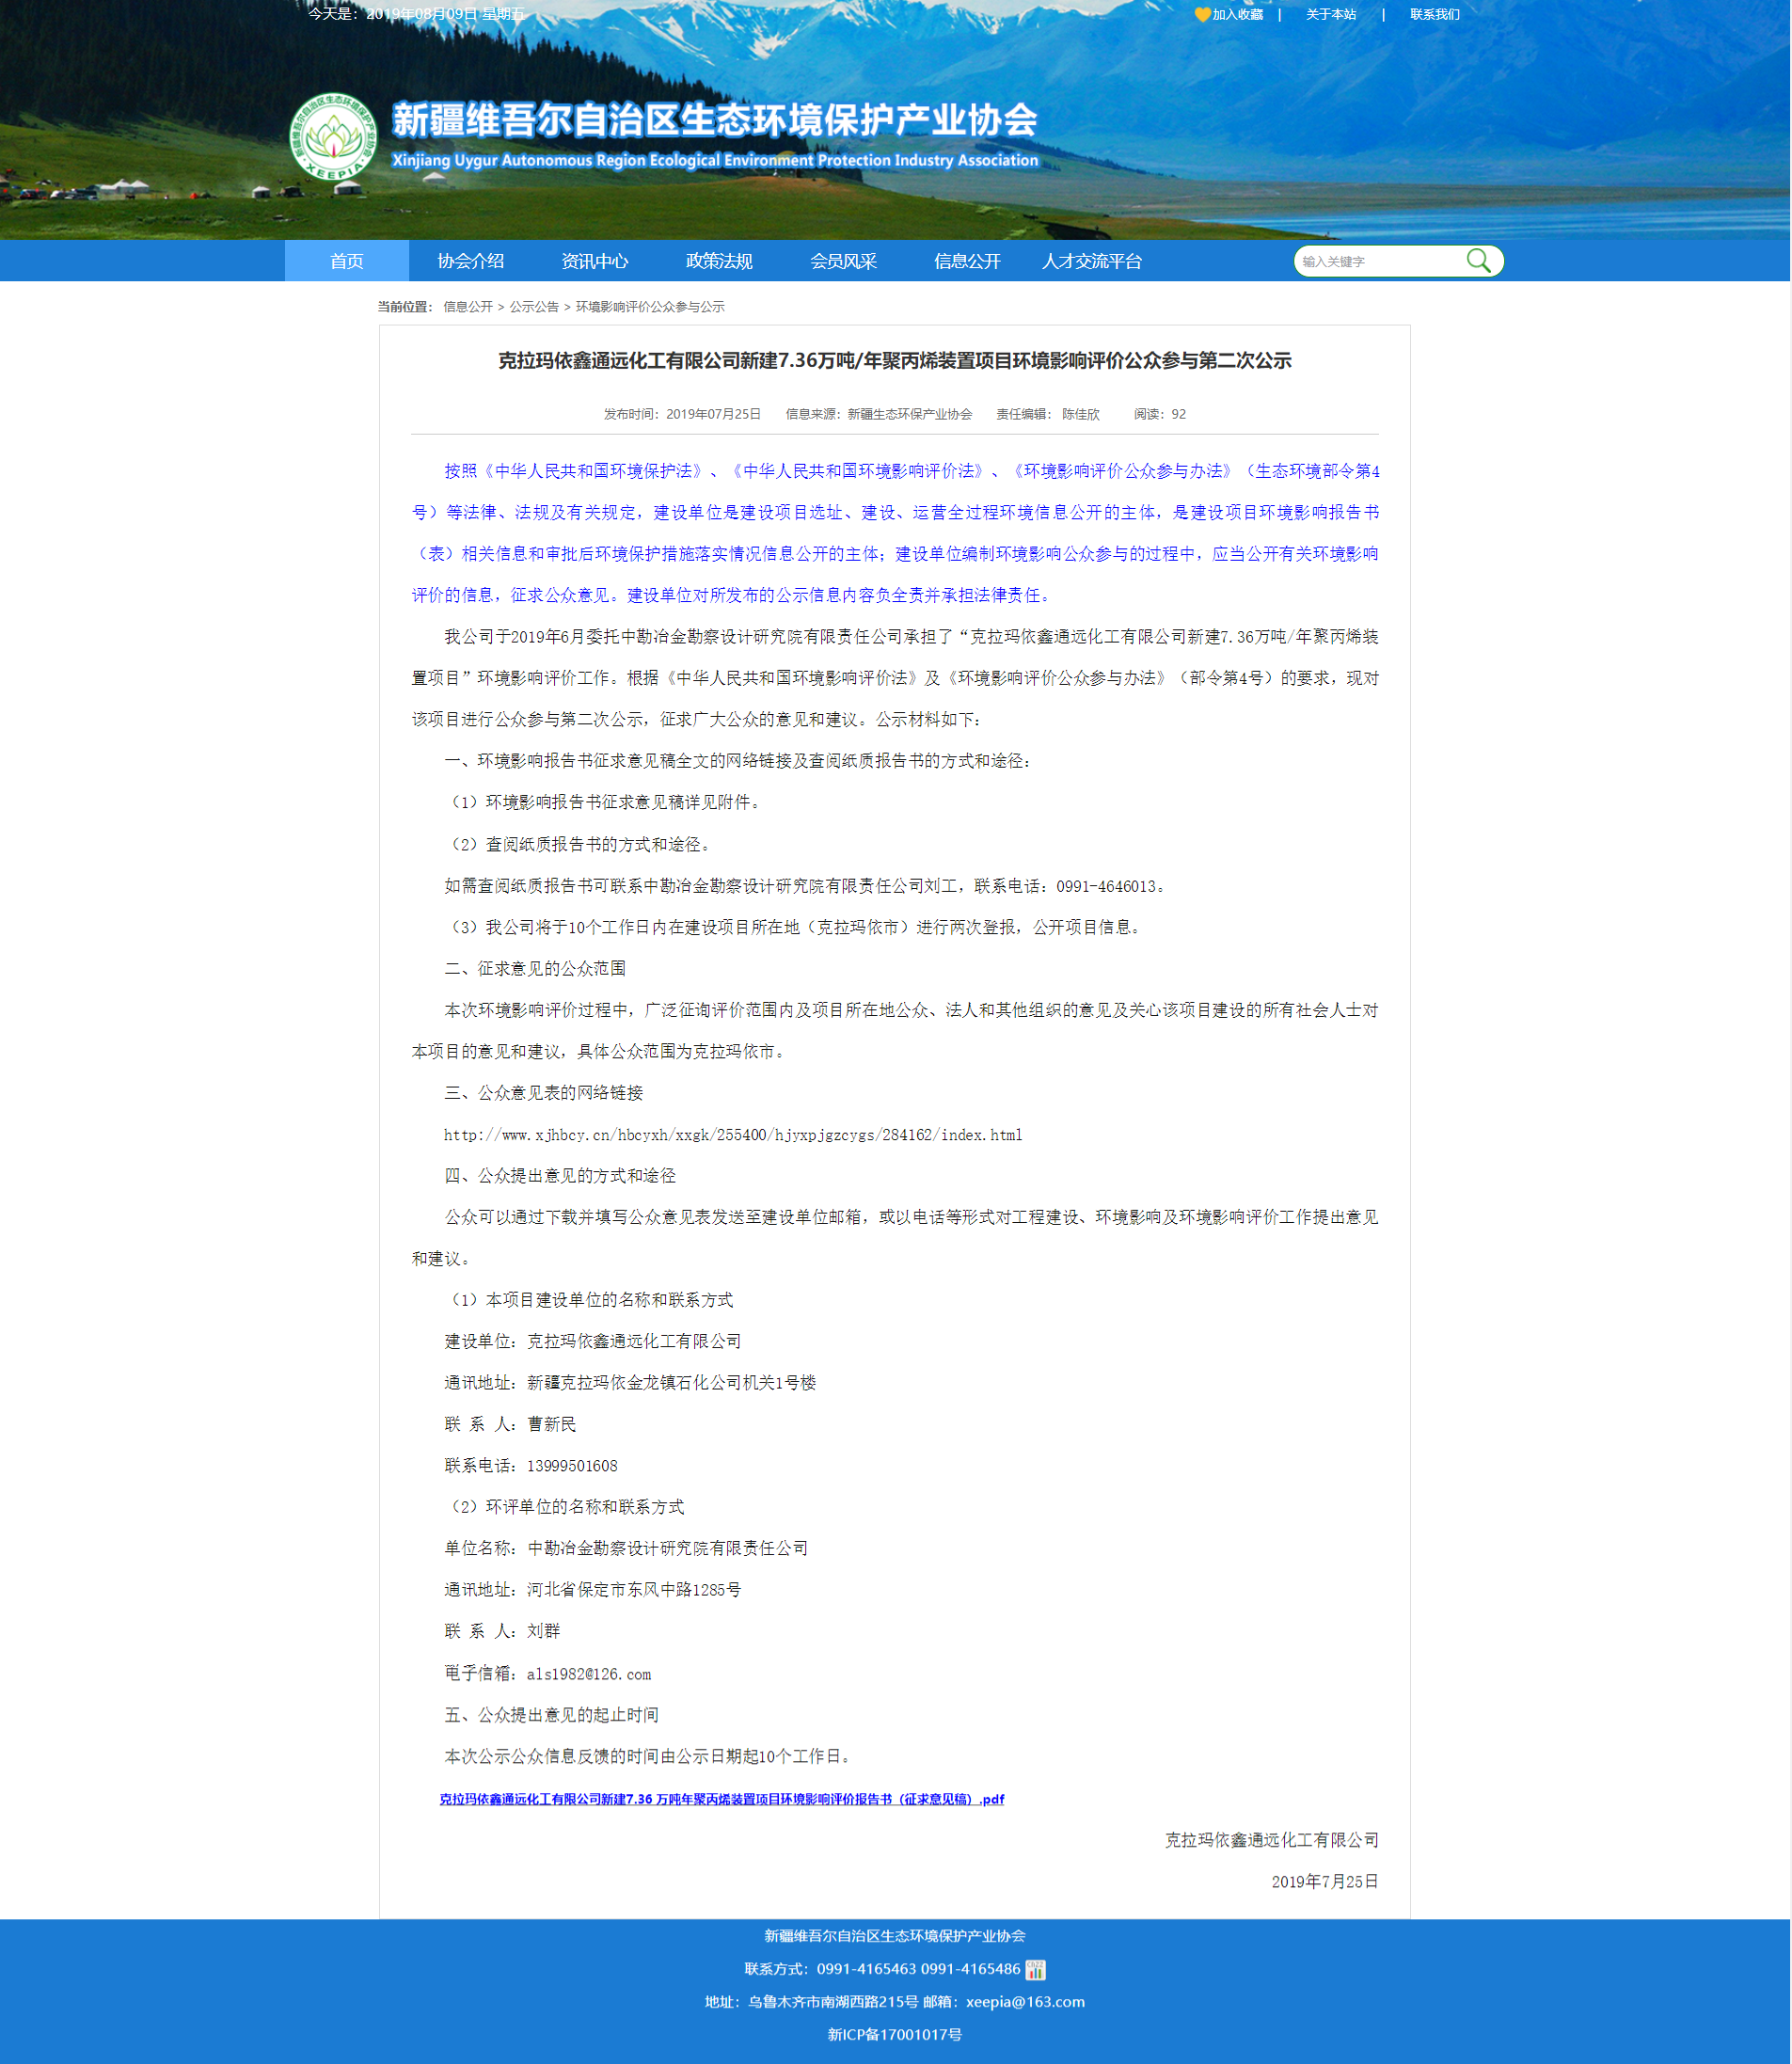 今天是：2019年08月09日 星期五
加入收藏 | 关于本站 | 联系我们
新疆维吾尔自治区生态环境保护产业协会
Xinjiang Uygur Autonomous Region Ecological Environment Protection Industry Association
新疆维吾尔自治区生态环境保护产业协会
XEEPIA
首页 协会介绍 资讯中心 政策法规 会员风采 信息公开 人才交流平台 输入关键字
当前位置： 信息公开 > 公示公告 > 环境影响评价公众参与公示
克拉玛依鑫通远化工有限公司新建7.36万吨/年聚丙烯装置项目环境影响评价公众参与第二次公示
发布时间：2019年07月25日 信息来源：新疆生态环保产业协会 责任编辑： 陈佳欣 阅读：92
按照《中华人民共和国环境保护法》、《中华人民共和国环境影响评价法》、《环境影响评价公众参与办法》（生态环境部令第4
号）等法律、法规及有关规定，建设单位是建设项目选址、建设、运营全过程环境信息公开的主体，是建设项目环境影响报告书
（表）相关信息和审批后环境保护措施落实情况信息公开的主体；建设单位编制环境影响公众参与的过程中，应当公开有关环境影响
评价的信息，征求公众意见。建设单位对所发布的公示信息内容负全责并承担法律责任。
我公司于2019年6月委托中勘冶金勘察设计研究院有限责任公司承担了“克拉玛依鑫通远化工有限公司新建7.36万吨/年聚丙烯装
置项目”环境影响评价工作。根据《中华人民共和国环境影响评价法》及《环境影响评价公众参与办法》（部令第4号）的要求，现对
该项目进行公众参与第二次公示，征求广大公众的意见和建议。公示材料如下：
一、环境影响报告书征求意见稿全文的网络链接及查阅纸质报告书的方式和途径：
（1）环境影响报告书征求意见稿详见附件。
（2）查阅纸质报告书的方式和途径。
如需查阅纸质报告书可联系中勘冶金勘察设计研究院有限责任公司刘工，联系电话：0991-4646013。
（3）我公司将于10个工作日内在建设项目所在地（克拉玛依市）进行两次登报，公开项目信息。
二、征求意见的公众范围
本次环境影响评价过程中，广泛征询评价范围内及项目所在地公众、法人和其他组织的意见及关心该项目建设的所有社会人士对
本项目的意见和建议，具体公众范围为克拉玛依市。
三、公众意见表的网络链接
http://www.xjhbcy.cn/hbcyxh/xxgk/255400/hjyxpjgzcygs/284162/index.html
四、公众提出意见的方式和途径
公众可以通过下载并填写公众意见表发送至建设单位邮箱，或以电话等形式对工程建设、环境影响及环境影响评价工作提出意见
和建议。
（1）本项目建设单位的名称和联系方式
建设单位：克拉玛依鑫通远化工有限公司
通讯地址：新疆克拉玛依金龙镇石化公司机关1号楼
联 系 人：曹新民
联系电话：13999501608
（2）环评单位的名称和联系方式
单位名称：中勘冶金勘察设计研究院有限责任公司
通讯地址：河北省保定市东风中路1285号
联 系 人：刘群
电子信箱：als1982@126.com
五、公众提出意见的起止时间
本次公示公众信息反馈的时间由公示日期起10个工作日。
克拉玛依鑫通远化工有限公司新建7.36 万吨年聚丙烯装置项目环境影响评价报告书（征求意见稿）.pdf
克拉玛依鑫通远化工有限公司
2019年7月25日
新疆维吾尔自治区生态环境保护产业协会
联系方式：0991-4165463 0991-4165486
地址：乌鲁木齐市南湖西路215号 邮箱：xeepia@163.com
新ICP备17001017号